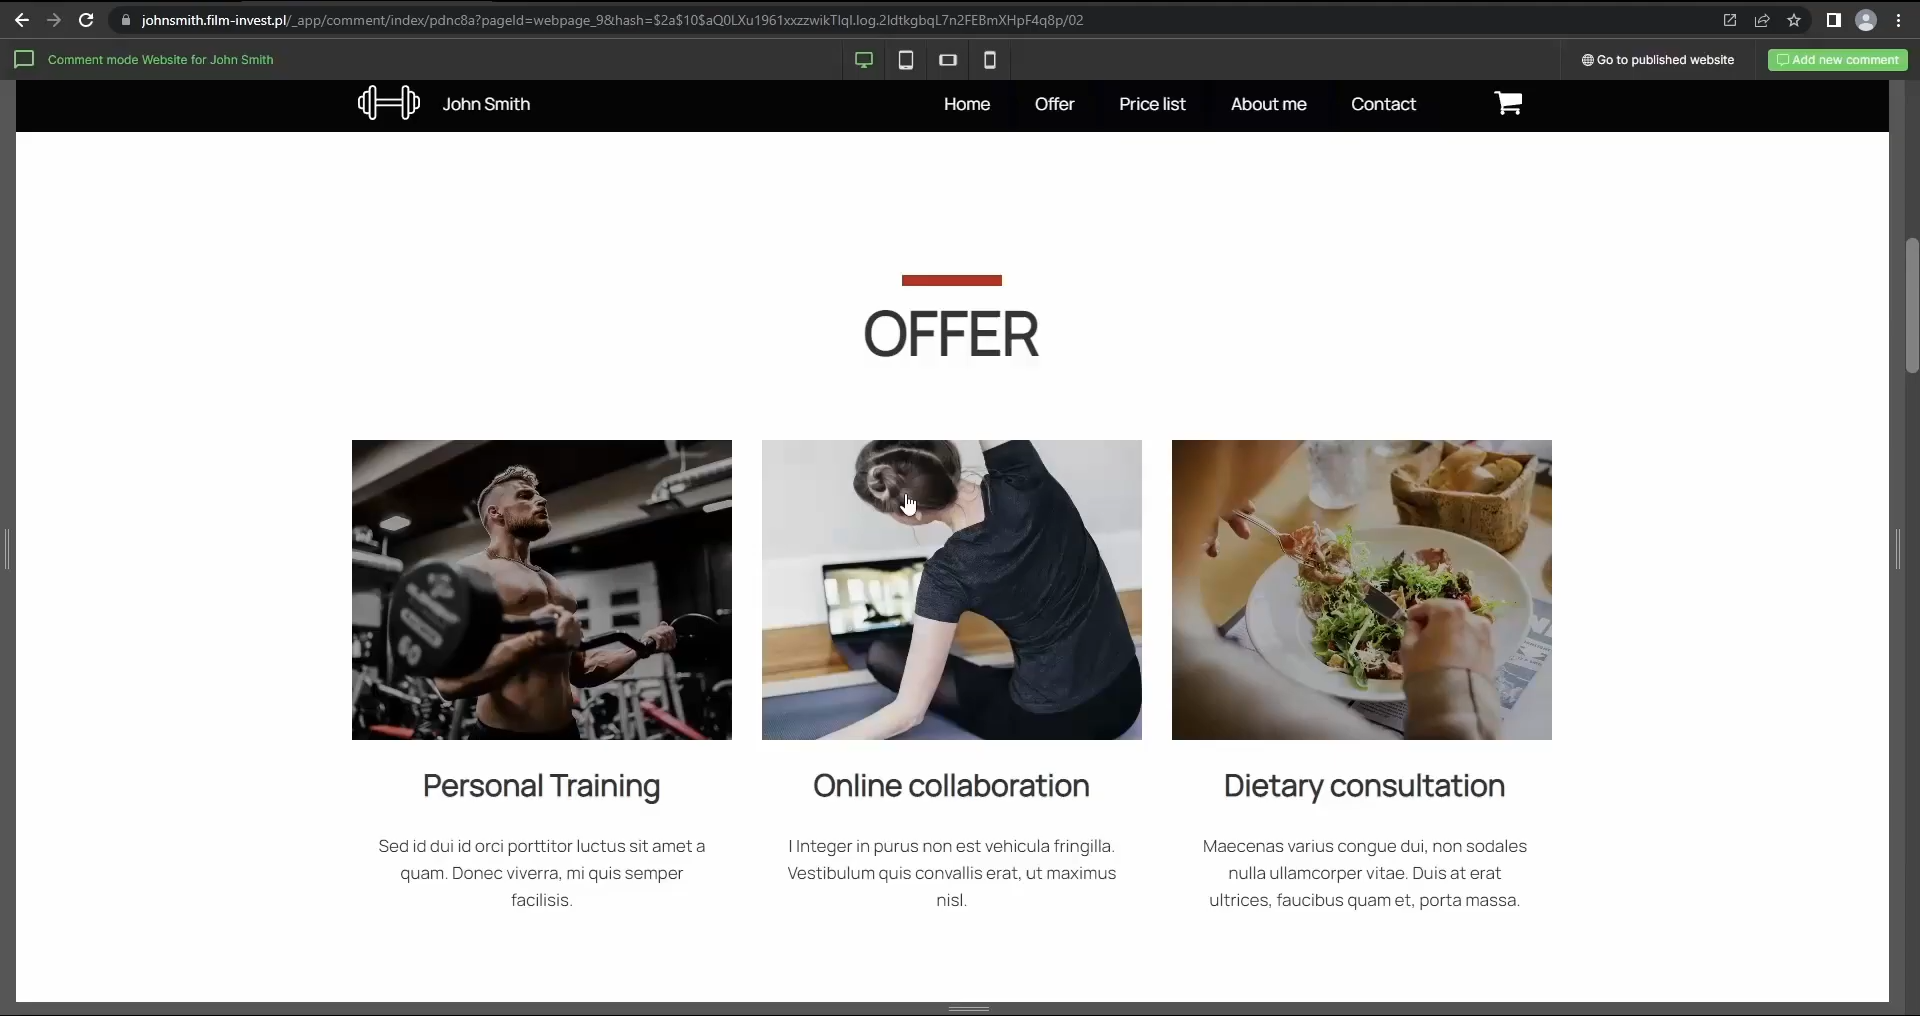 johnsmith.film-invest.pl/_app/comment/index/pdnc8a?pageId=webpage_9&hash=$2a$10$aQ0LXu1961xxzzwikTlql.log.2ldtkgbqL7n2FEBmXHpF4q8p/02
Comment mode Website for John Smith
Go to published website
Add new comment
John Smith
Home
Offer
Price list
About me
Contact
OFFER
Personal Training
Sed id dui id orci porttitor luctus sit amet a
quam. Donec viverra, mi quis semper
facilisis.
Online collaboration
I Integer in purus non est vehicula fringilla.
Vestibulum quis convallis erat, ut maximus
nisl.
Dietary consultation
Maecenas varius congue dui, non sodales
nulla ullamcorper vitae. Duis at erat
ultrices, faucibus quam et, porta massa.